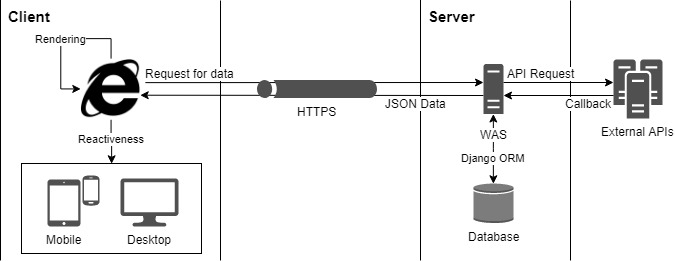 Client
Server
Rendering
Request for data
API Request
HTTPS
JSON Data
Callback
WAS
External APIs
Reactiveness
Django ORM
Mobile
Desktop
Database